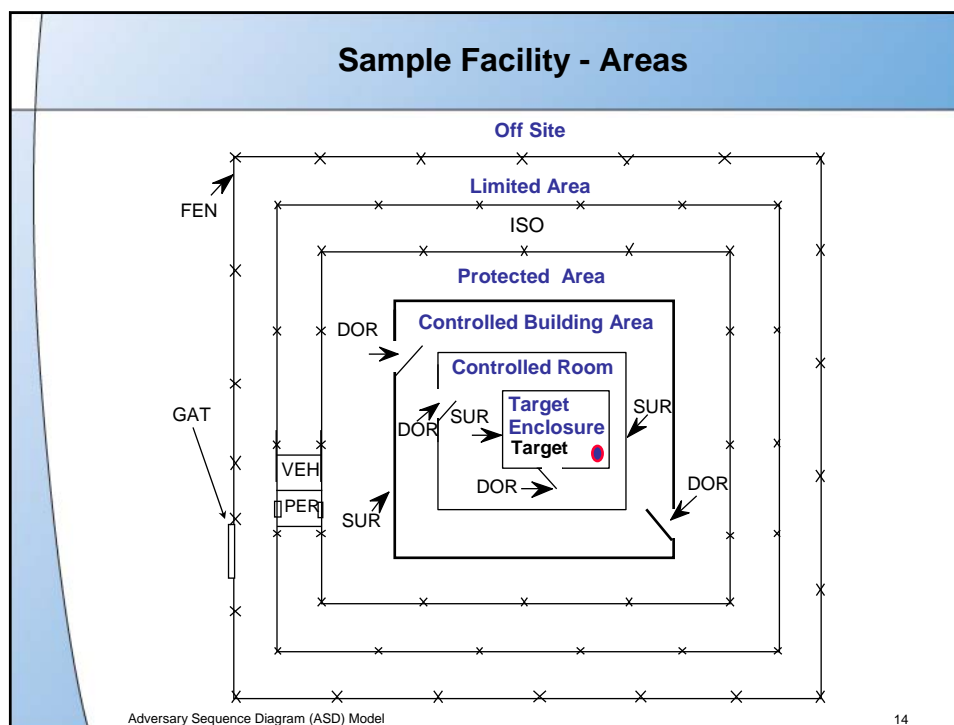 Sample Facility - Areas
Off Site
Limited Area
FEN
ISO
Protected Area
Controlled Building Area
DOR
Controlled Room
Target
Enclosure
Target
SUR
GAT
DOR
SUR
VEH
DOR
DOR
PER
SUR
Adversary Sequence Diagram (ASD) Model
14